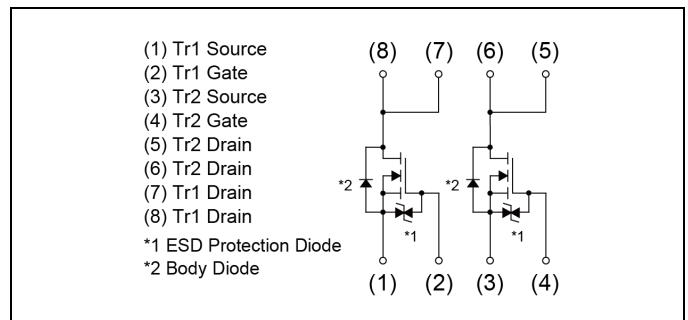 (1) Tr1 Source
(2) Tr1 Gate
(3) Tr2 Source
(4) Tr2 Gate
(5) Tr2 Drain
(6) Tr2 Drain
(7) Tr1 Drain
(8) Tr1 Drain
*1 ESD Protection Diode
*2 Body Diode
(8) (7) (6) (5)
*2 *2
*1 *1
(1) (2) (3) (4)